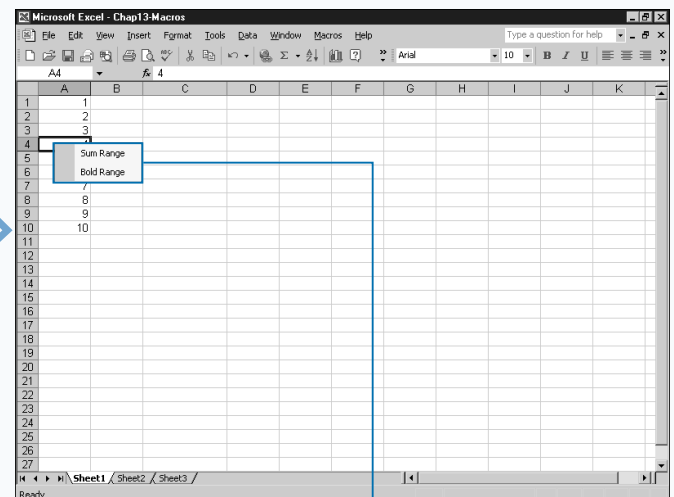 Microsoft Excel - Chap13-Macros
File Edit View Insert Format Tools Data Window Macros Help Type a question for help
Arial 10 B I U
A4 fx 4
A B C D E F G H I J K
1 1
2 2
3 3
4
5 Sum Range
6 Bold Range
7 7
8 8
9 9
10 10
11
12
13
14
15
16
17
18
19
20
21
22
23
24
25
26
27
Sheet1 Sheet2 Sheet3
Ready